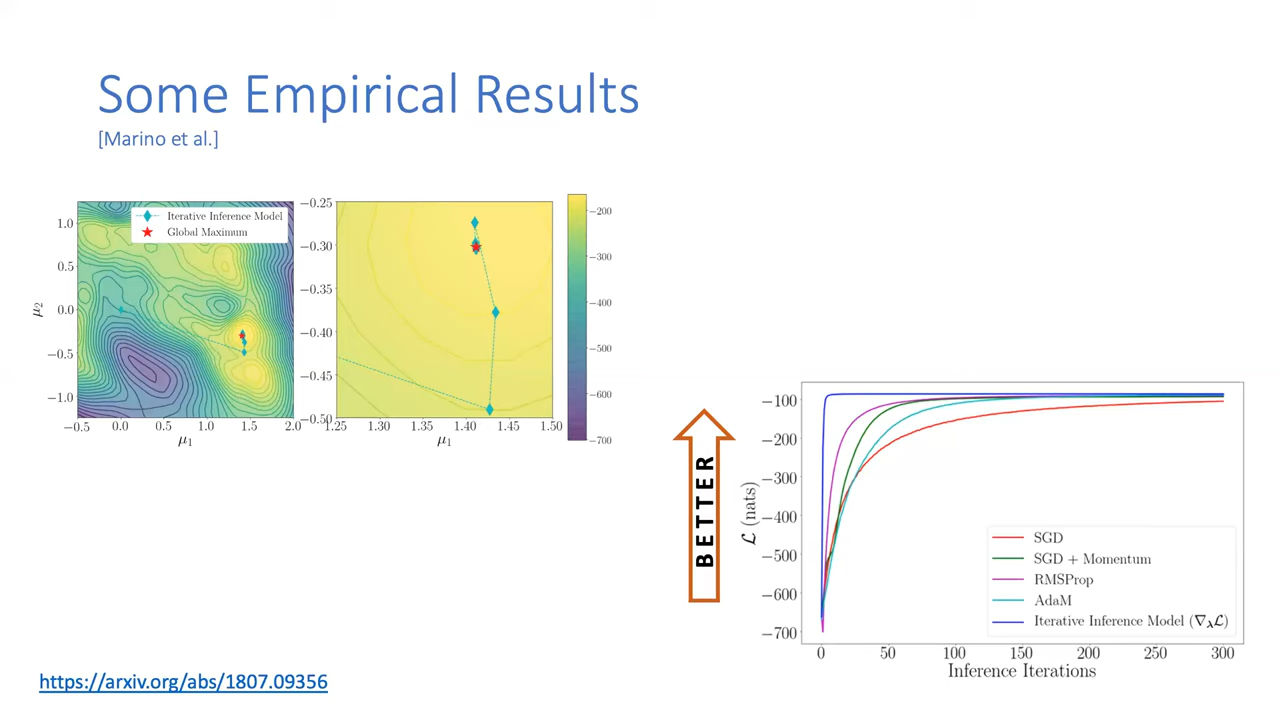 Some Empirical Results
[Marino et al.]
Iterative Inference Model
Global Maximum
1.0
0.5
0.0
−0.5
−1.0
μ₂
−0.5
0.0
0.5
1.0
1.5
2.0
μ₁
−0.25
−0.30
−0.35
−0.40
−0.45
−0.50
1.25
1.30
1.35
1.40
1.45
1.50
μ₁
−200
−300
−400
−500
−600
−700
BETTER
ℒ (nats)
−100
−200
−300
−400
−500
−600
−700
SGD
SGD + Momentum
RMSProp
AdaM
Iterative Inference Model (∇λℒ)
0
50
100
150
200
250
300
Inference Iterations
https://arxiv.org/abs/1807.09356